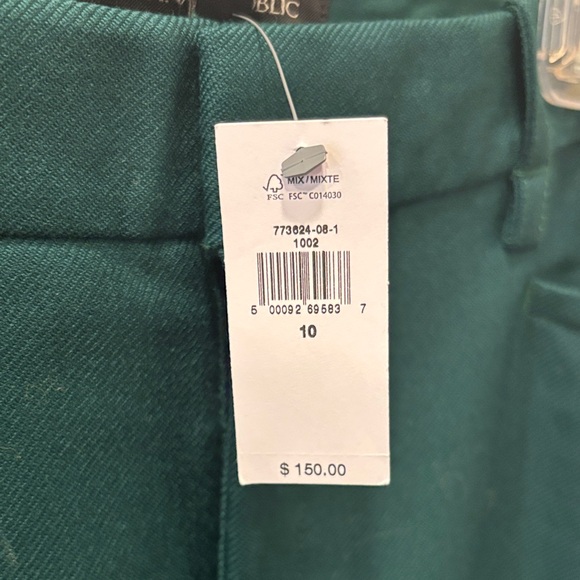 BLIC
MIX/MIXTE
FSC FSC™ C014030
773624-08-1
1002
5 00092 69583 7
10
$ 150.00